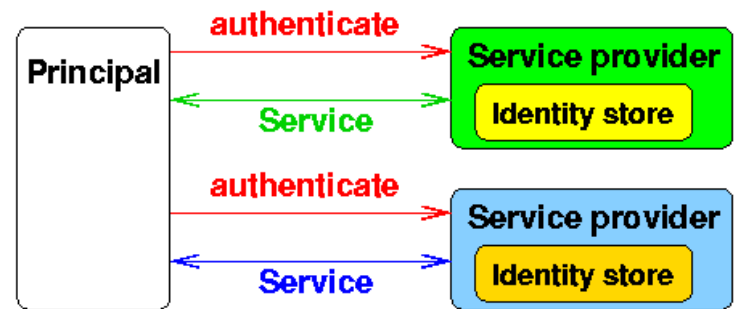 authenticate
Principal
Service provider
Identity store
Service
authenticate
Service provider
Identity store
Service